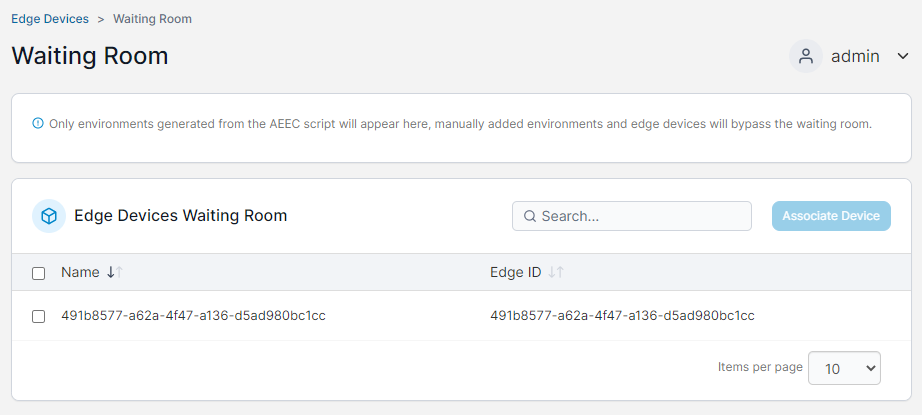 Edge Devices > Waiting Room
Waiting Room
admin
Only environments generated from the AEEC script will appear here, manually added environments and edge devices will bypass the waiting room.
Edge Devices Waiting Room
Search...
Associate Device
Name
Edge ID
491b8577-a62a-4f47-a136-d5ad980bc1cc
491b8577-a62a-4f47-a136-d5ad980bc1cc
Items per page
10